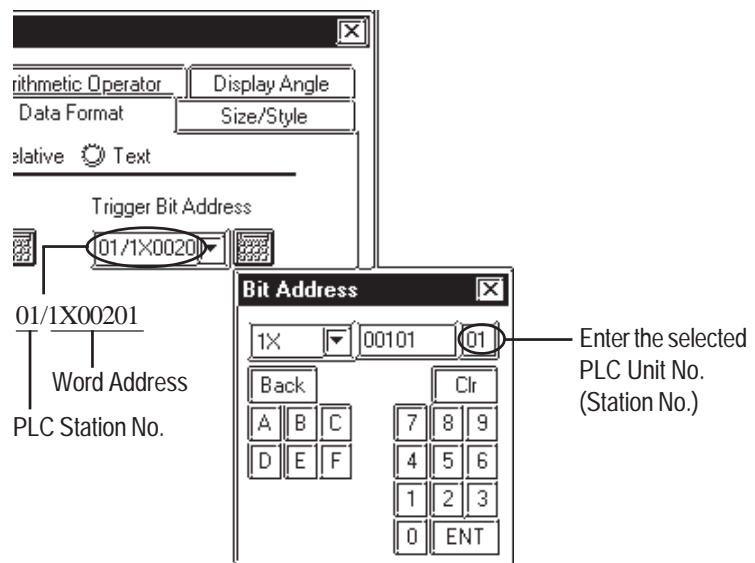 rithmetic Operator Display Angle
Data Format Size/Style
elative Text
Trigger Bit Address
01/1X0020
01/1X00201
Word Address
PLC Station No.
Bit Address
1X 00101 01
Enter the selected
PLC Unit No.
(Station No.)
Back Clr
A B C 7 8 9
D E F 4 5 6
1 2 3
0 ENT